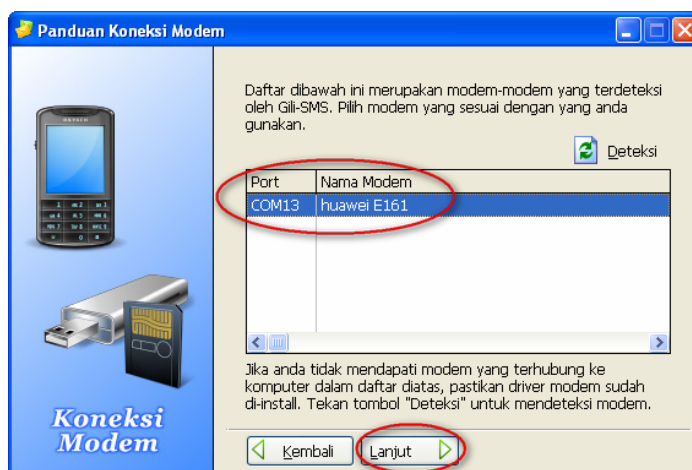 Panduan Koneksi Modem
Daftar dibawah ini merupakan modem-modem yang terdeteksi
oleh Gili-SMS. Pilih modem yang sesuai dengan yang anda
gunakan.
Deteksi
Port Nama Modem
COM13 huawei E161
Jika anda tidak mendapati modem yang terhubung ke
komputer dalam daftar diatas, pastikan driver modem sudah
di-install. Tekan tombol "Deteksi" untuk mendeteksi modem.
Koneksi
Modem
Kembali Lanjut